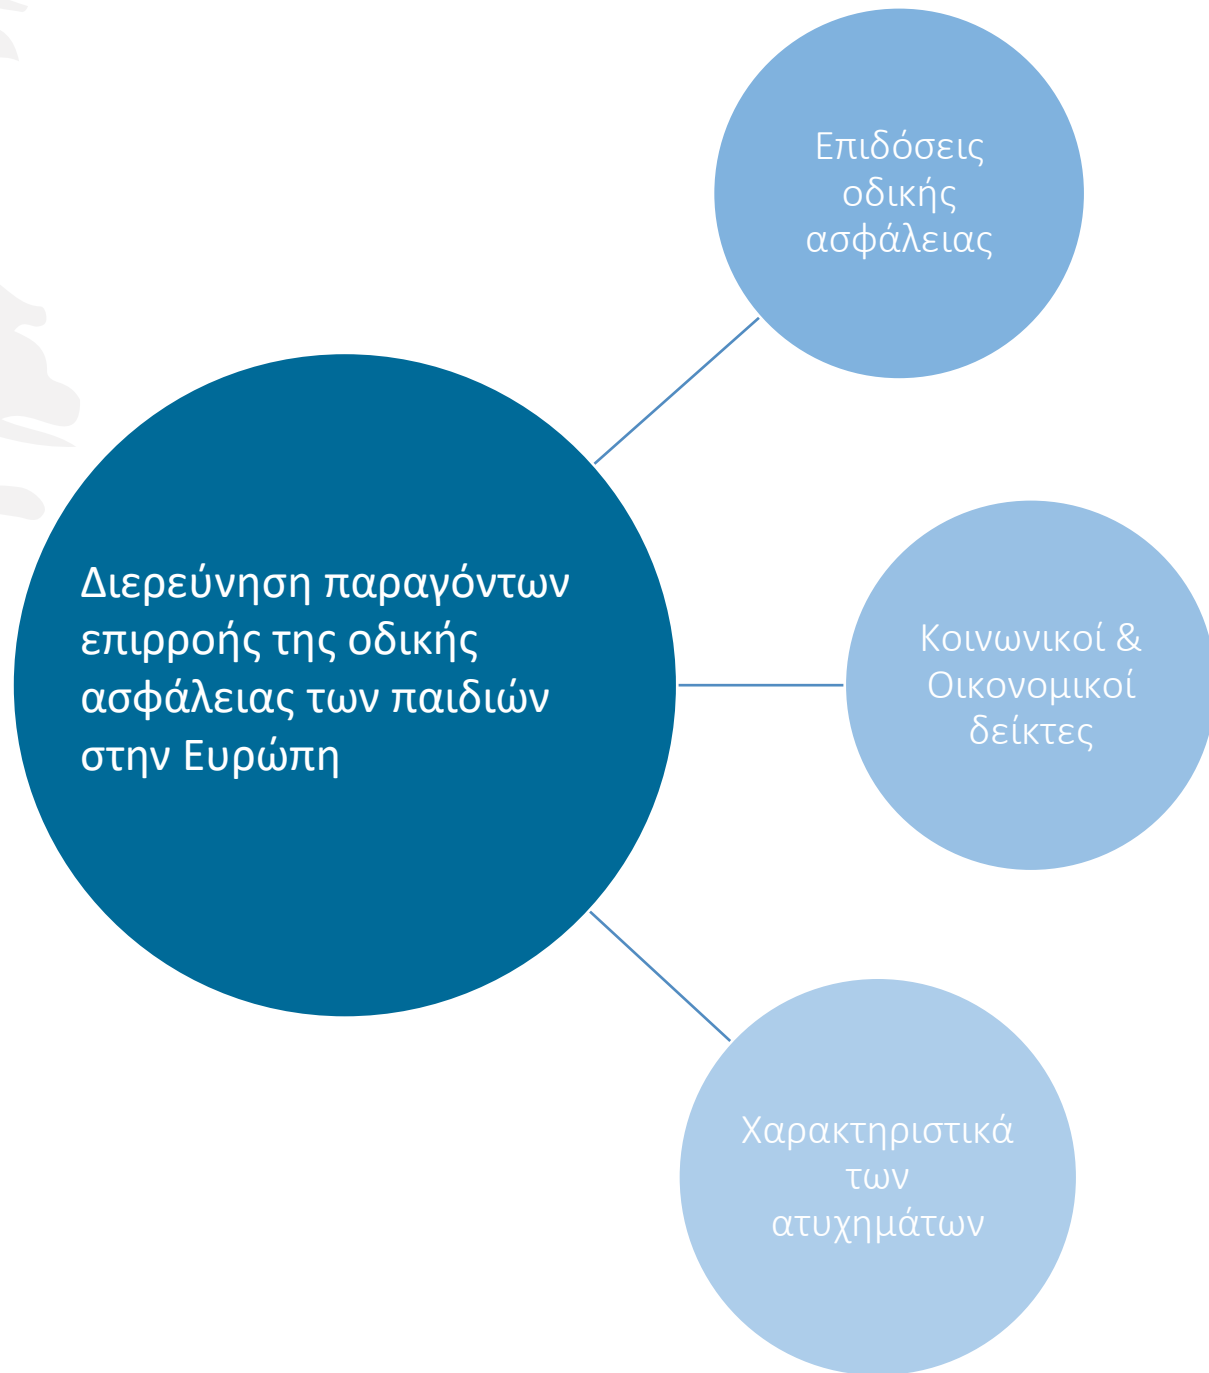 Επιδόσεις
οδικής
ασφάλειας
Διερεύνηση παραγόντων
επιρροής της οδικής
ασφάλειας των παιδιών
στην Ευρώπη
Κοινωνικοί &
Οικονομικοί
δείκτες
Χαρακτηριστικά
των
ατυχημάτων